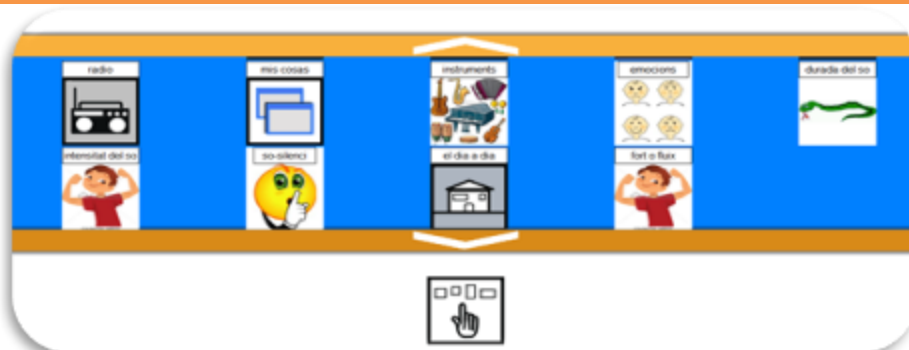 radio
mis cosas
instruments
emocions
durada del so
intensitat del so
so-silenci
el dia a dia
fort o fluix